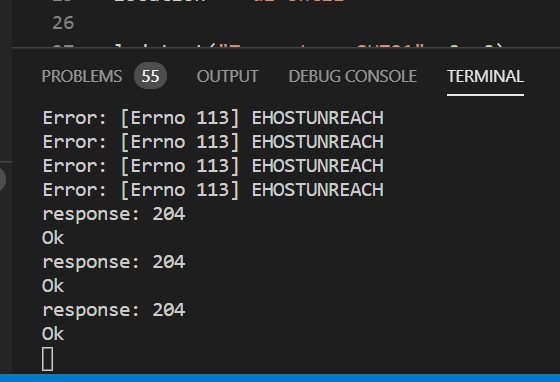 26
PROBLEMS 55 OUTPUT DEBUG CONSOLE TERMINAL
Error: [Errno 113] EHOSTUNREACH
Error: [Errno 113] EHOSTUNREACH
Error: [Errno 113] EHOSTUNREACH
Error: [Errno 113] EHOSTUNREACH
response: 204
Ok
response: 204
Ok
response: 204
Ok